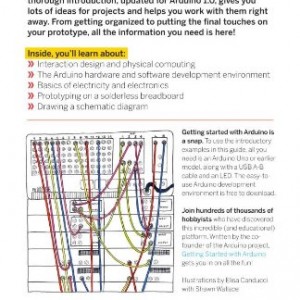 thorough introduction, updated for Arduino 1.0, gives you
lots of ideas for projects and helps you work with them right
away. From getting organized to putting the final touches on
your prototype, all the information you need is here!
Inside, you'll learn about:
» Interaction design and physical computing
» The Arduino hardware and software development environment
» Basics of electricity and electronics
» Prototyping on a solderless breadboard
» Drawing a schematic diagram
Getting started with Arduino is
a snap. To use the introductory
examples in this guide, all you
need is an Arduino Uno or earlier
model, along with a USB A-B
cable and an LED. The easy-to-
use Arduino development
environment is free to download.
Join hundreds of thousands of
hobbyists who have discovered
this incredible (and educational)
platform. Written by the co-
founder of the Arduino project,
Getting Started with Arduino
gets you in on all the fun!
Illustrations by Elisa Canducci
with Shawn Wallace